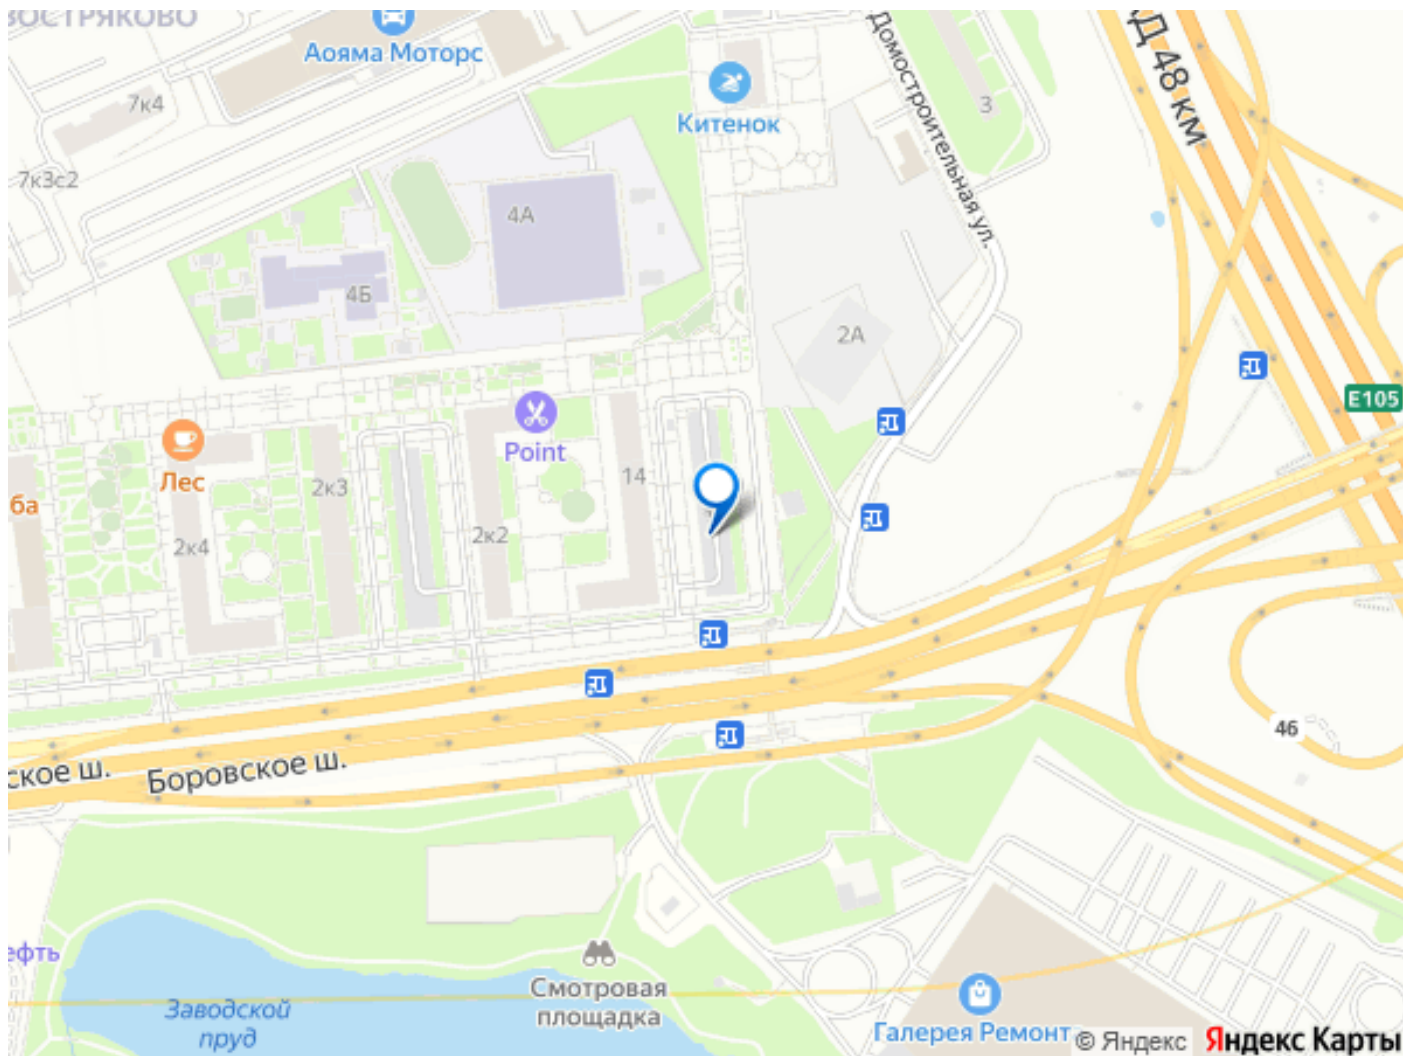 ВОСТРЯКОВО
Аояма Моторс
7к4
Китенок
3
Домостроительная ул.
АД 48 км
7к3с2
4А
4Б
2А
E105
Point
Лес
ба
2к3
14
2к2
2к4
46
ское ш.
Боровское ш.
ефть
Смотровая
площадка
Заводской
пруд
Галерея Ремонт
© Яндекс
Яндекс Карты